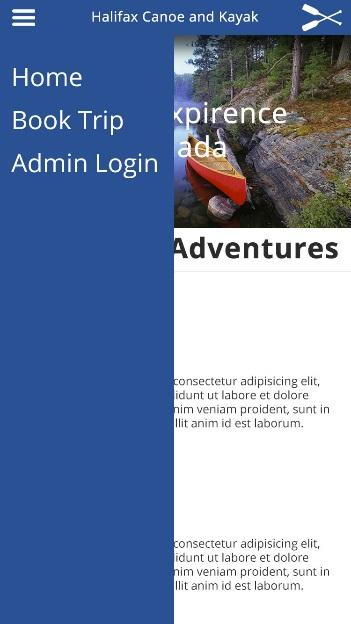 Halifax Canoe and Kayak
Home
Book Trip
Admin Login
xpirence
ada
Adventures
consectetur adipisicing elit,
idunt ut labore et dolore
nim veniam proident, sunt in
llit anim id est laborum.
consectetur adipisicing elit,
idunt ut labore et dolore
nim veniam proident, sunt in
llit anim id est laborum.